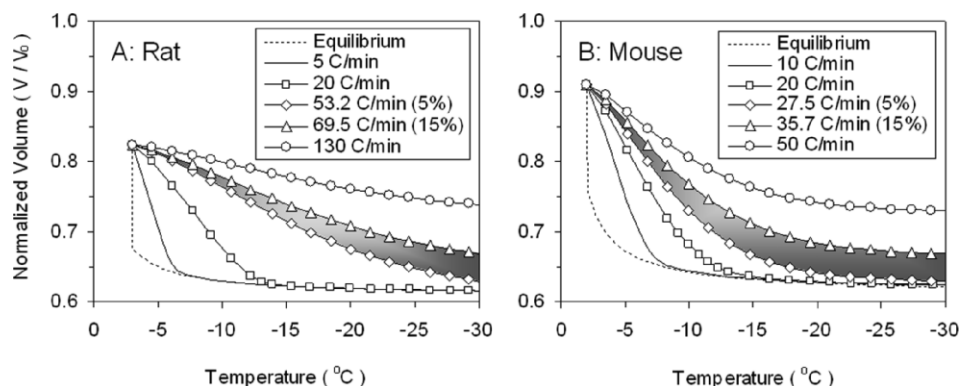 A: Rat
Equilibrium
5 C/min
20 C/min
53.2 C/min (5%)
69.5 C/min (15%)
130 C/min
Normalized Volume ( V / V₀ )
1.0
0.9
0.8
0.7
0.6
0
-5
-10
-15
-20
-25
-30
Temperature ( °C )
B: Mouse
Equilibrium
10 C/min
20 C/min
27.5 C/min (5%)
35.7 C/min (15%)
50 C/min
1.0
0.9
0.8
0.7
0.6
0
-5
-10
-15
-20
-25
-30
Temperature ( °C )